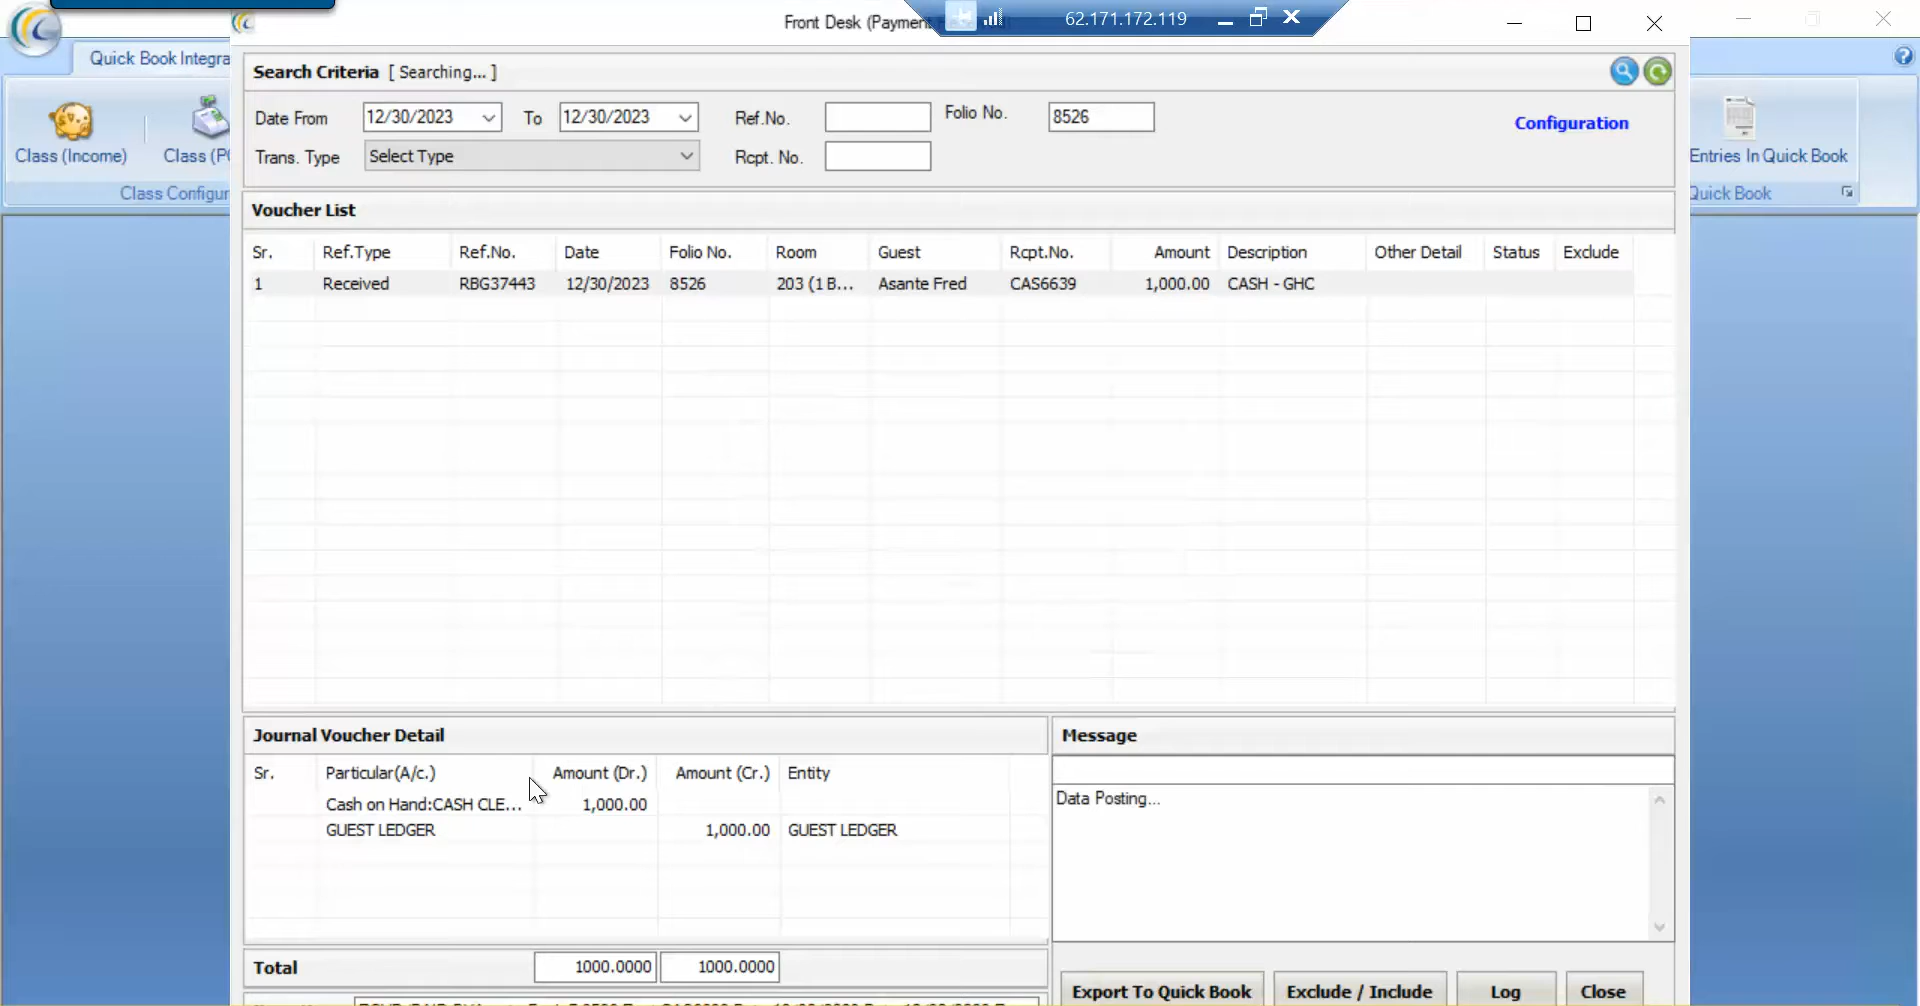 Front Desk (Payment
62.171.172.119
Quick Book Integra
Class (Income)
Class (P
Class Configur
Search Criteria [ Searching... ]
Date From 12/30/2023 To 12/30/2023 Ref.No. Folio No. 8526
Configuration
Trans. Type Select Type Rcpt. No.
Entries In Quick Book
Quick Book
Voucher List
Sr. Ref.Type Ref.No. Date Folio No. Room Guest Rcpt.No. Amount Description Other Detail Status Exclude
1 Received RBG37443 12/30/2023 8526 203 (1 B... Asante Fred CAS6639 1,000.00 CASH - GHC
Journal Voucher Detail
Sr. Particular(A/c.) Amount (Dr.) Amount (Cr.) Entity
Cash on Hand:CASH CLE... 1,000.00
GUEST LEDGER 1,000.00 GUEST LEDGER
Total 1000.0000 1000.0000
Message
Data Posting...
Export To Quick Book Exclude / Include Log Close